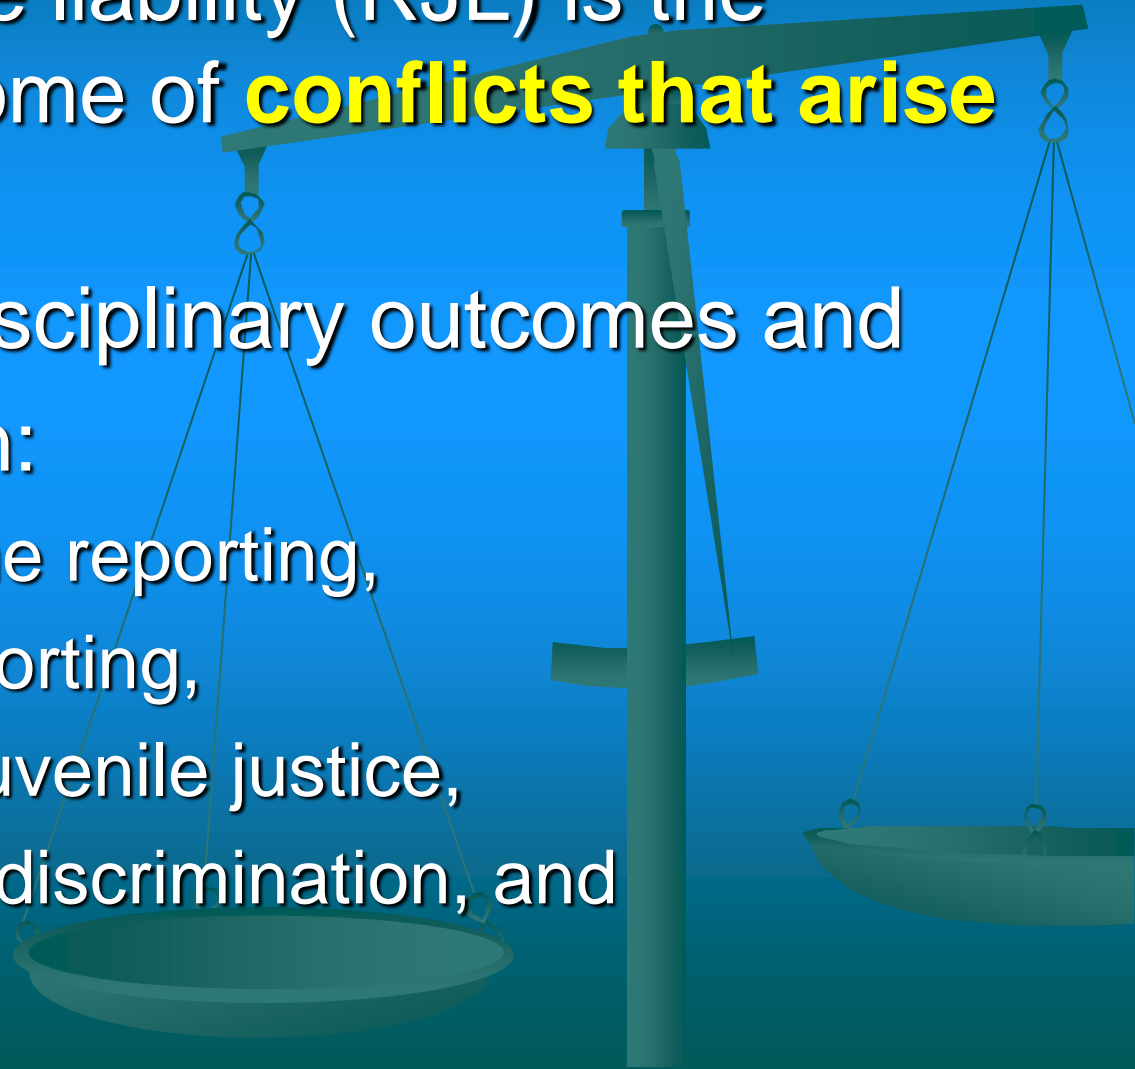 liability (RJL) is the
ome of conflicts that arise
sciplinary outcomes and
n:
e reporting,
orting,
uvenile justice,
discrimination, and